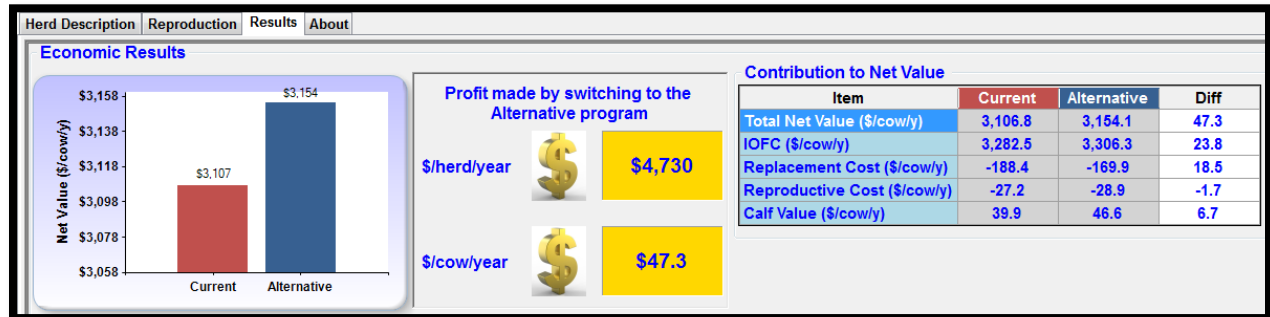 Herd Description Reproduction Results About
Economic Results
$3,158
$3,138
$3,118
$3,098
$3,078
$3,058
Net Value ($/cow/y)
$3,107
$3,154
Current Alternative
Profit made by switching to the
Alternative program
$/herd/year $4,730
$/cow/year $47.3
Contribution to Net Value
Item Current Alternative Diff
Total Net Value ($/cow/y) 3,106.8 3,154.1 47.3
IOFC ($/cow/y) 3,282.5 3,306.3 23.8
Replacement Cost ($/cow/y) -188.4 -169.9 18.5
Reproductive Cost ($/cow/y) -27.2 -28.9 -1.7
Calf Value ($/cow/y) 39.9 46.6 6.7